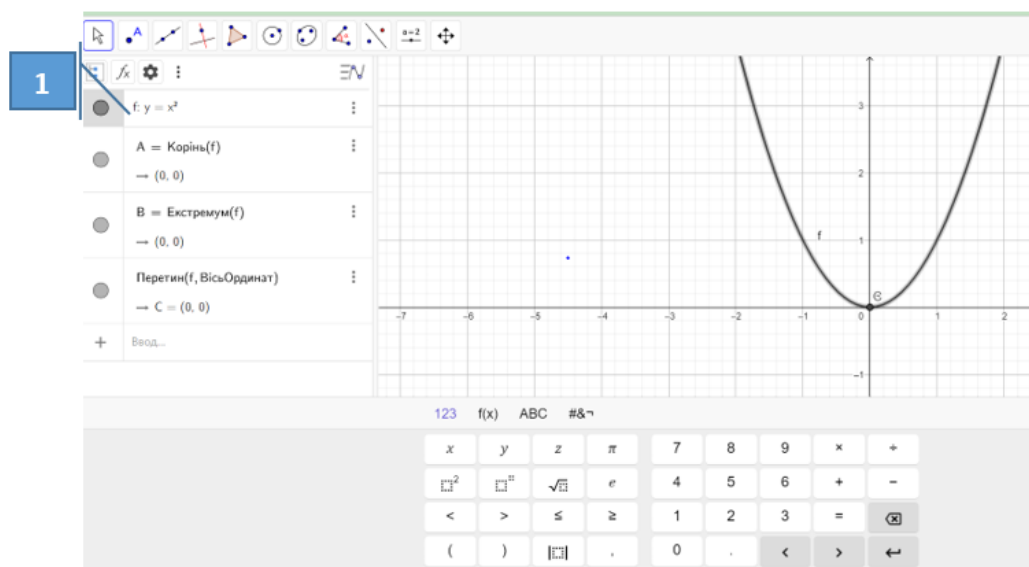 A
a=2
1
f: y = x²
A = Корінь(f)
→ (0, 0)
B = Екстремум(f)
→ (0, 0)
Перетин(f, ВісьОрдинат)
→ C = (0, 0)
+ Ввод...
3
2
1
f
−7 −6 −5 −4 −3 −2 −1 0 1 2
−1
123 f(x) ABC #&¬
x y z π 7 8 9 × ÷
e 4 5 6 + −
< > ≤ ≥ 1 2 3 =
( ) , 0 . < >